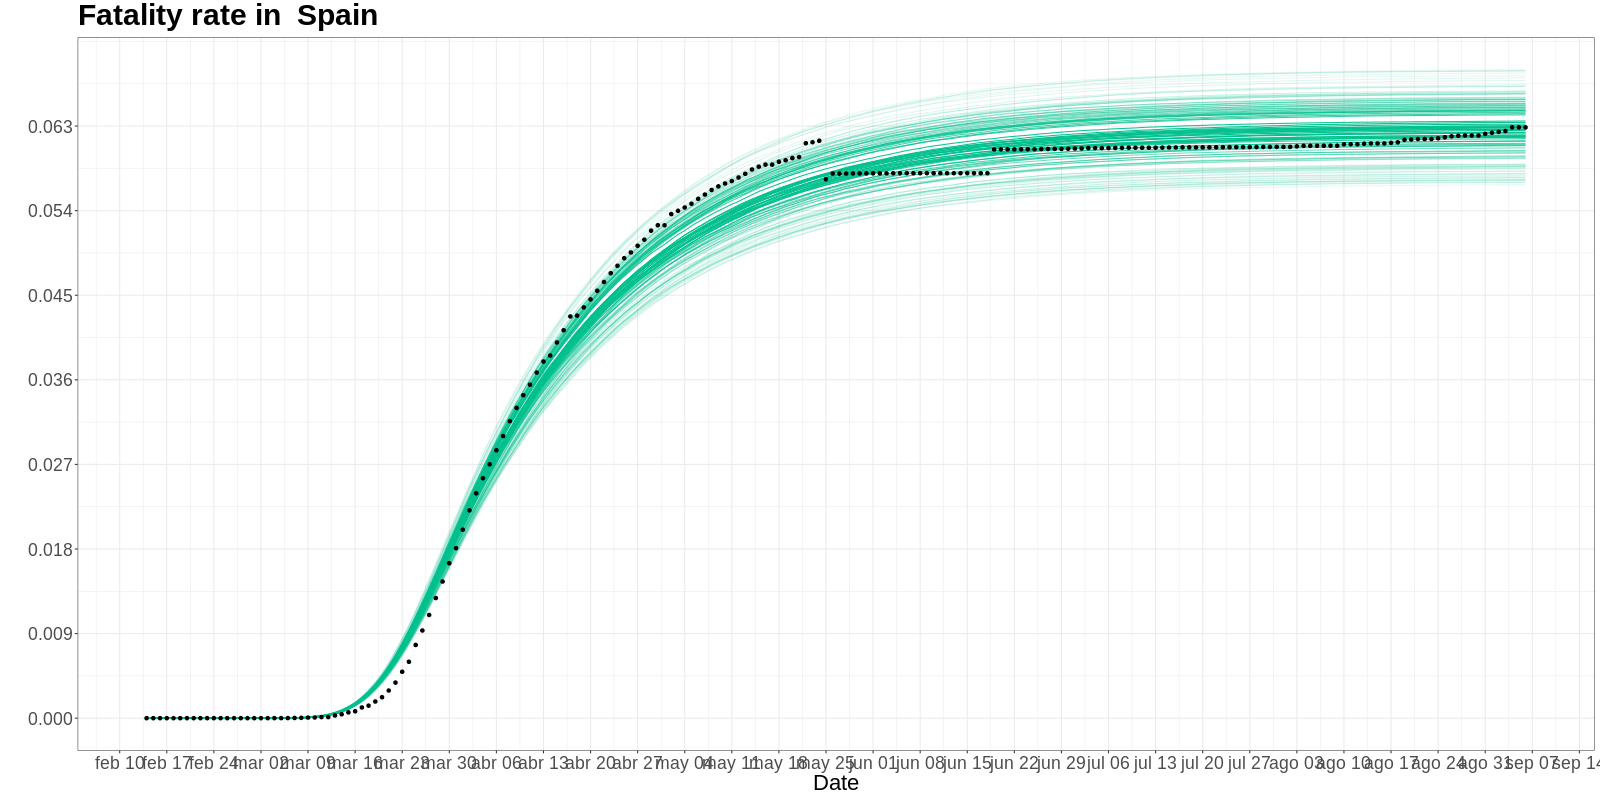 Fatality rate in  Spain
0.063
0.054
0.045
0.036
0.027
0.018
0.009
0.000
feb 10 feb 17 feb 24 mar 02 mar 09 mar 16 mar 23 mar 30 abr 06 abr 13 abr 20 abr 27 may 04 may 11 may 18 may 25 jun 01 jun 08 jun 15 jun 22 jun 29 jul 06 jul 13 jul 20 jul 27 ago 03 ago 10 ago 17 ago 24 ago 31 sep 07 sep 14
Date